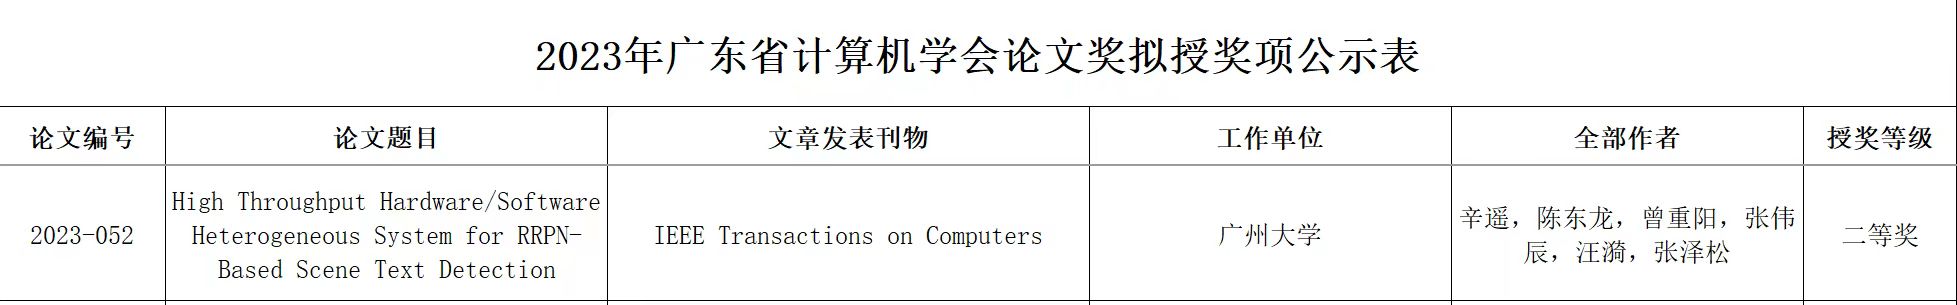 2023年广东省计算机学会论文奖拟授奖项公示表
论文编号 论文题目 文章发表刊物 工作单位 全部作者 授奖等级
High Throughput Hardware/Software
Heterogeneous System for RRPN-
Based Scene Text Detection
2023-052
IEEE Transactions on Computers
广州大学
辛遥，陈东龙，曾重阳，张伟
辰，汪漪，张泽松
二等奖